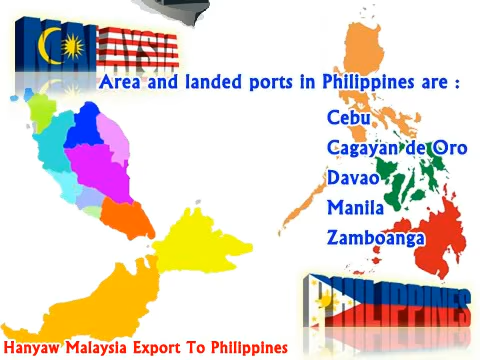 MALAYSIA
Area and landed ports in Philippines are :
Cebu
Cagayan de Oro
Davao
Manila
Zamboanga
PHILIPPINES
Hanyaw Malaysia Export To Philippines